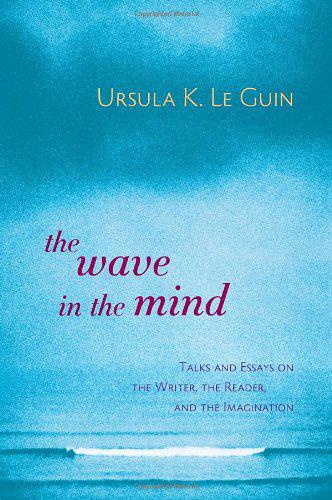 URSULA K. LE GUIN
the
wave
in the mind
TALKS AND ESSAYS ON
THE WRITER, THE READER,
AND THE IMAGINATION